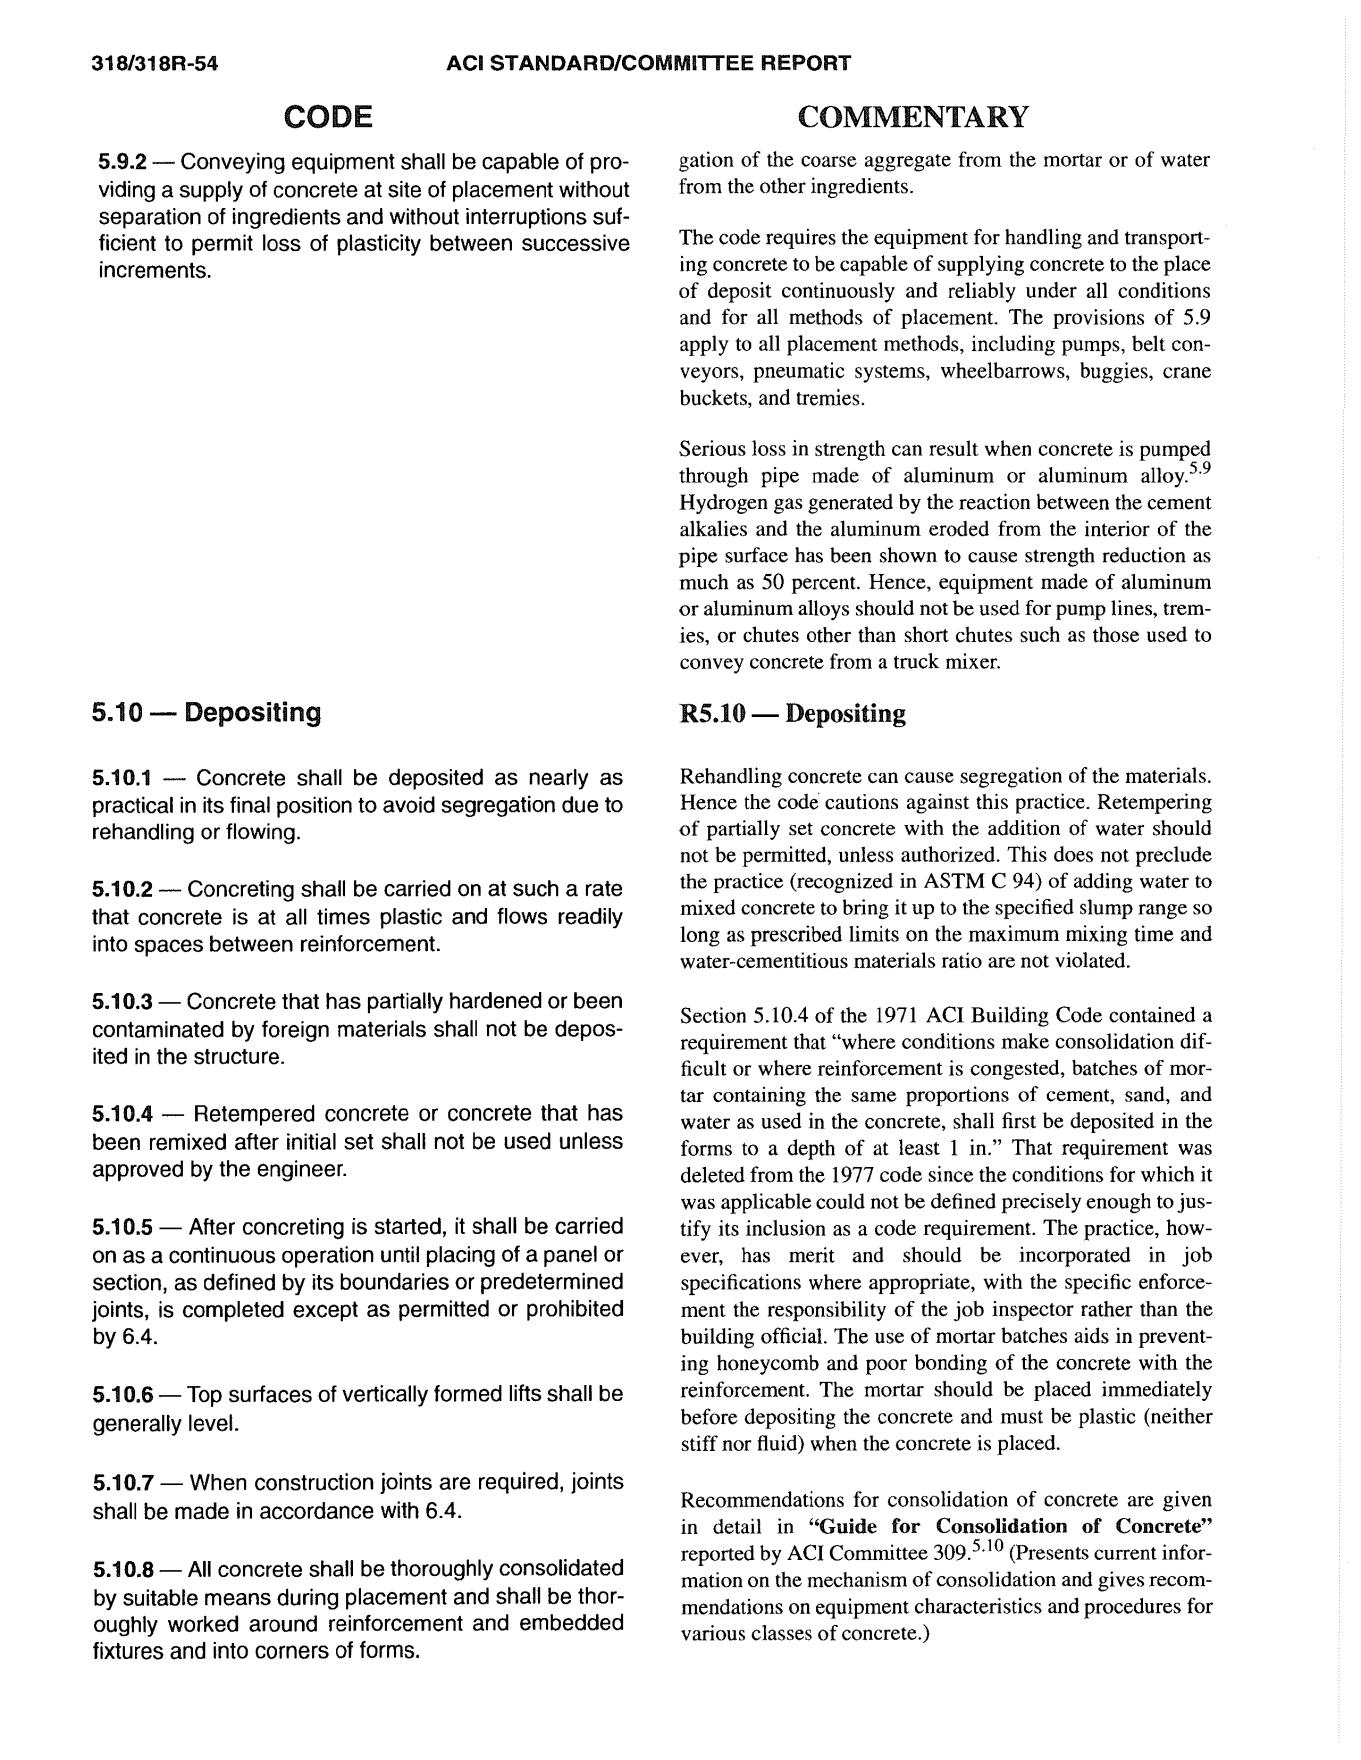 318/318R-54
ACI STANDARD/COMMITTEE REPORT
CODE
5.9.2 — Conveying equipment shall be capable of pro-
viding a supply of concrete at site of placement without
separation of ingredients and without interruptions suf-
ficient to permit loss of plasticity between successive
increments.
5.10 — Depositing
5.10.1 — Concrete shall be deposited as nearly as
practical in its final position to avoid segregation due to
rehandling or flowing.
5.10.2 — Concreting shall be carried on at such a rate
that concrete is at all times plastic and flows readily
into spaces between reinforcement.
5.10.3 — Concrete that has partially hardened or been
contaminated by foreign materials shall not be depos-
ited in the structure.
5.10.4 — Retempered concrete or concrete that has
been remixed after initial set shall not be used unless
approved by the engineer.
5.10.5 — After concreting is started, it shall be carried
on as a continuous operation until placing of a panel or
section, as defined by its boundaries or predetermined
joints, is completed except as permitted or prohibited
by 6.4.
5.10.6 — Top surfaces of vertically formed lifts shall be
generally level.
5.10.7 — When construction joints are required, joints
shall be made in accordance with 6.4.
5.10.8 — All concrete shall be thoroughly consolidated
by suitable means during placement and shall be thor-
oughly worked around reinforcement and embedded
fixtures and into corners of forms.
COMMENTARY
gation of the coarse aggregate from the mortar or of water
from the other ingredients.
The code requires the equipment for handling and transport-
ing concrete to be capable of supplying concrete to the place
of deposit continuously and reliably under all conditions
and for all methods of placement. The provisions of 5.9
apply to all placement methods, including pumps, belt con-
veyors, pneumatic systems, wheelbarrows, buggies, crane
buckets, and tremies.
Serious loss in strength can result when concrete is pumped
through pipe made of aluminum or aluminum alloy.5.9
Hydrogen gas generated by the reaction between the cement
alkalies and the aluminum eroded from the interior of the
pipe surface has been shown to cause strength reduction as
much as 50 percent. Hence, equipment made of aluminum
or aluminum alloys should not be used for pump lines, trem-
ies, or chutes other than short chutes such as those used to
convey concrete from a truck mixer.
R5.10 — Depositing
Rehandling concrete can cause segregation of the materials.
Hence the code cautions against this practice. Retempering
of partially set concrete with the addition of water should
not be permitted, unless authorized. This does not preclude
the practice (recognized in ASTM C 94) of adding water to
mixed concrete to bring it up to the specified slump range so
long as prescribed limits on the maximum mixing time and
water-cementitious materials ratio are not violated.
Section 5.10.4 of the 1971 ACI Building Code contained a
requirement that “where conditions make consolidation dif-
ficult or where reinforcement is congested, batches of mor-
tar containing the same proportions of cement, sand, and
water as used in the concrete, shall first be deposited in the
forms to a depth of at least 1 in.” That requirement was
deleted from the 1977 code since the conditions for which it
was applicable could not be defined precisely enough to jus-
tify its inclusion as a code requirement. The practice, how-
ever, has merit and should be incorporated in job
specifications where appropriate, with the specific enforce-
ment the responsibility of the job inspector rather than the
building official. The use of mortar batches aids in prevent-
ing honeycomb and poor bonding of the concrete with the
reinforcement. The mortar should be placed immediately
before depositing the concrete and must be plastic (neither
stiff nor fluid) when the concrete is placed.
Recommendations for consolidation of concrete are given
in detail in “Guide for Consolidation of Concrete”
reported by ACI Committee 309.5.10 (Presents current infor-
mation on the mechanism of consolidation and gives recom-
mendations on equipment characteristics and procedures for
various classes of concrete.)